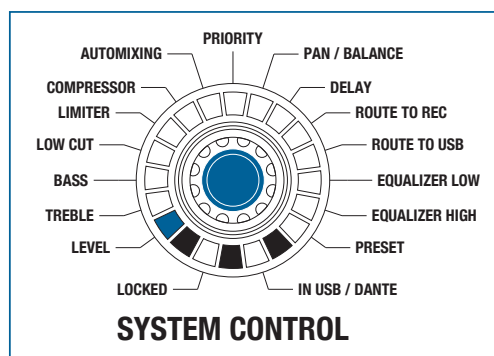 PRIORITY
AUTOMIXING
PAN / BALANCE
COMPRESSOR
DELAY
LIMITER
ROUTE TO REC
LOW CUT
ROUTE TO USB
BASS
EQUALIZER LOW
TREBLE
EQUALIZER HIGH
LEVEL
PRESET
LOCKED
IN USB / DANTE
SYSTEM CONTROL